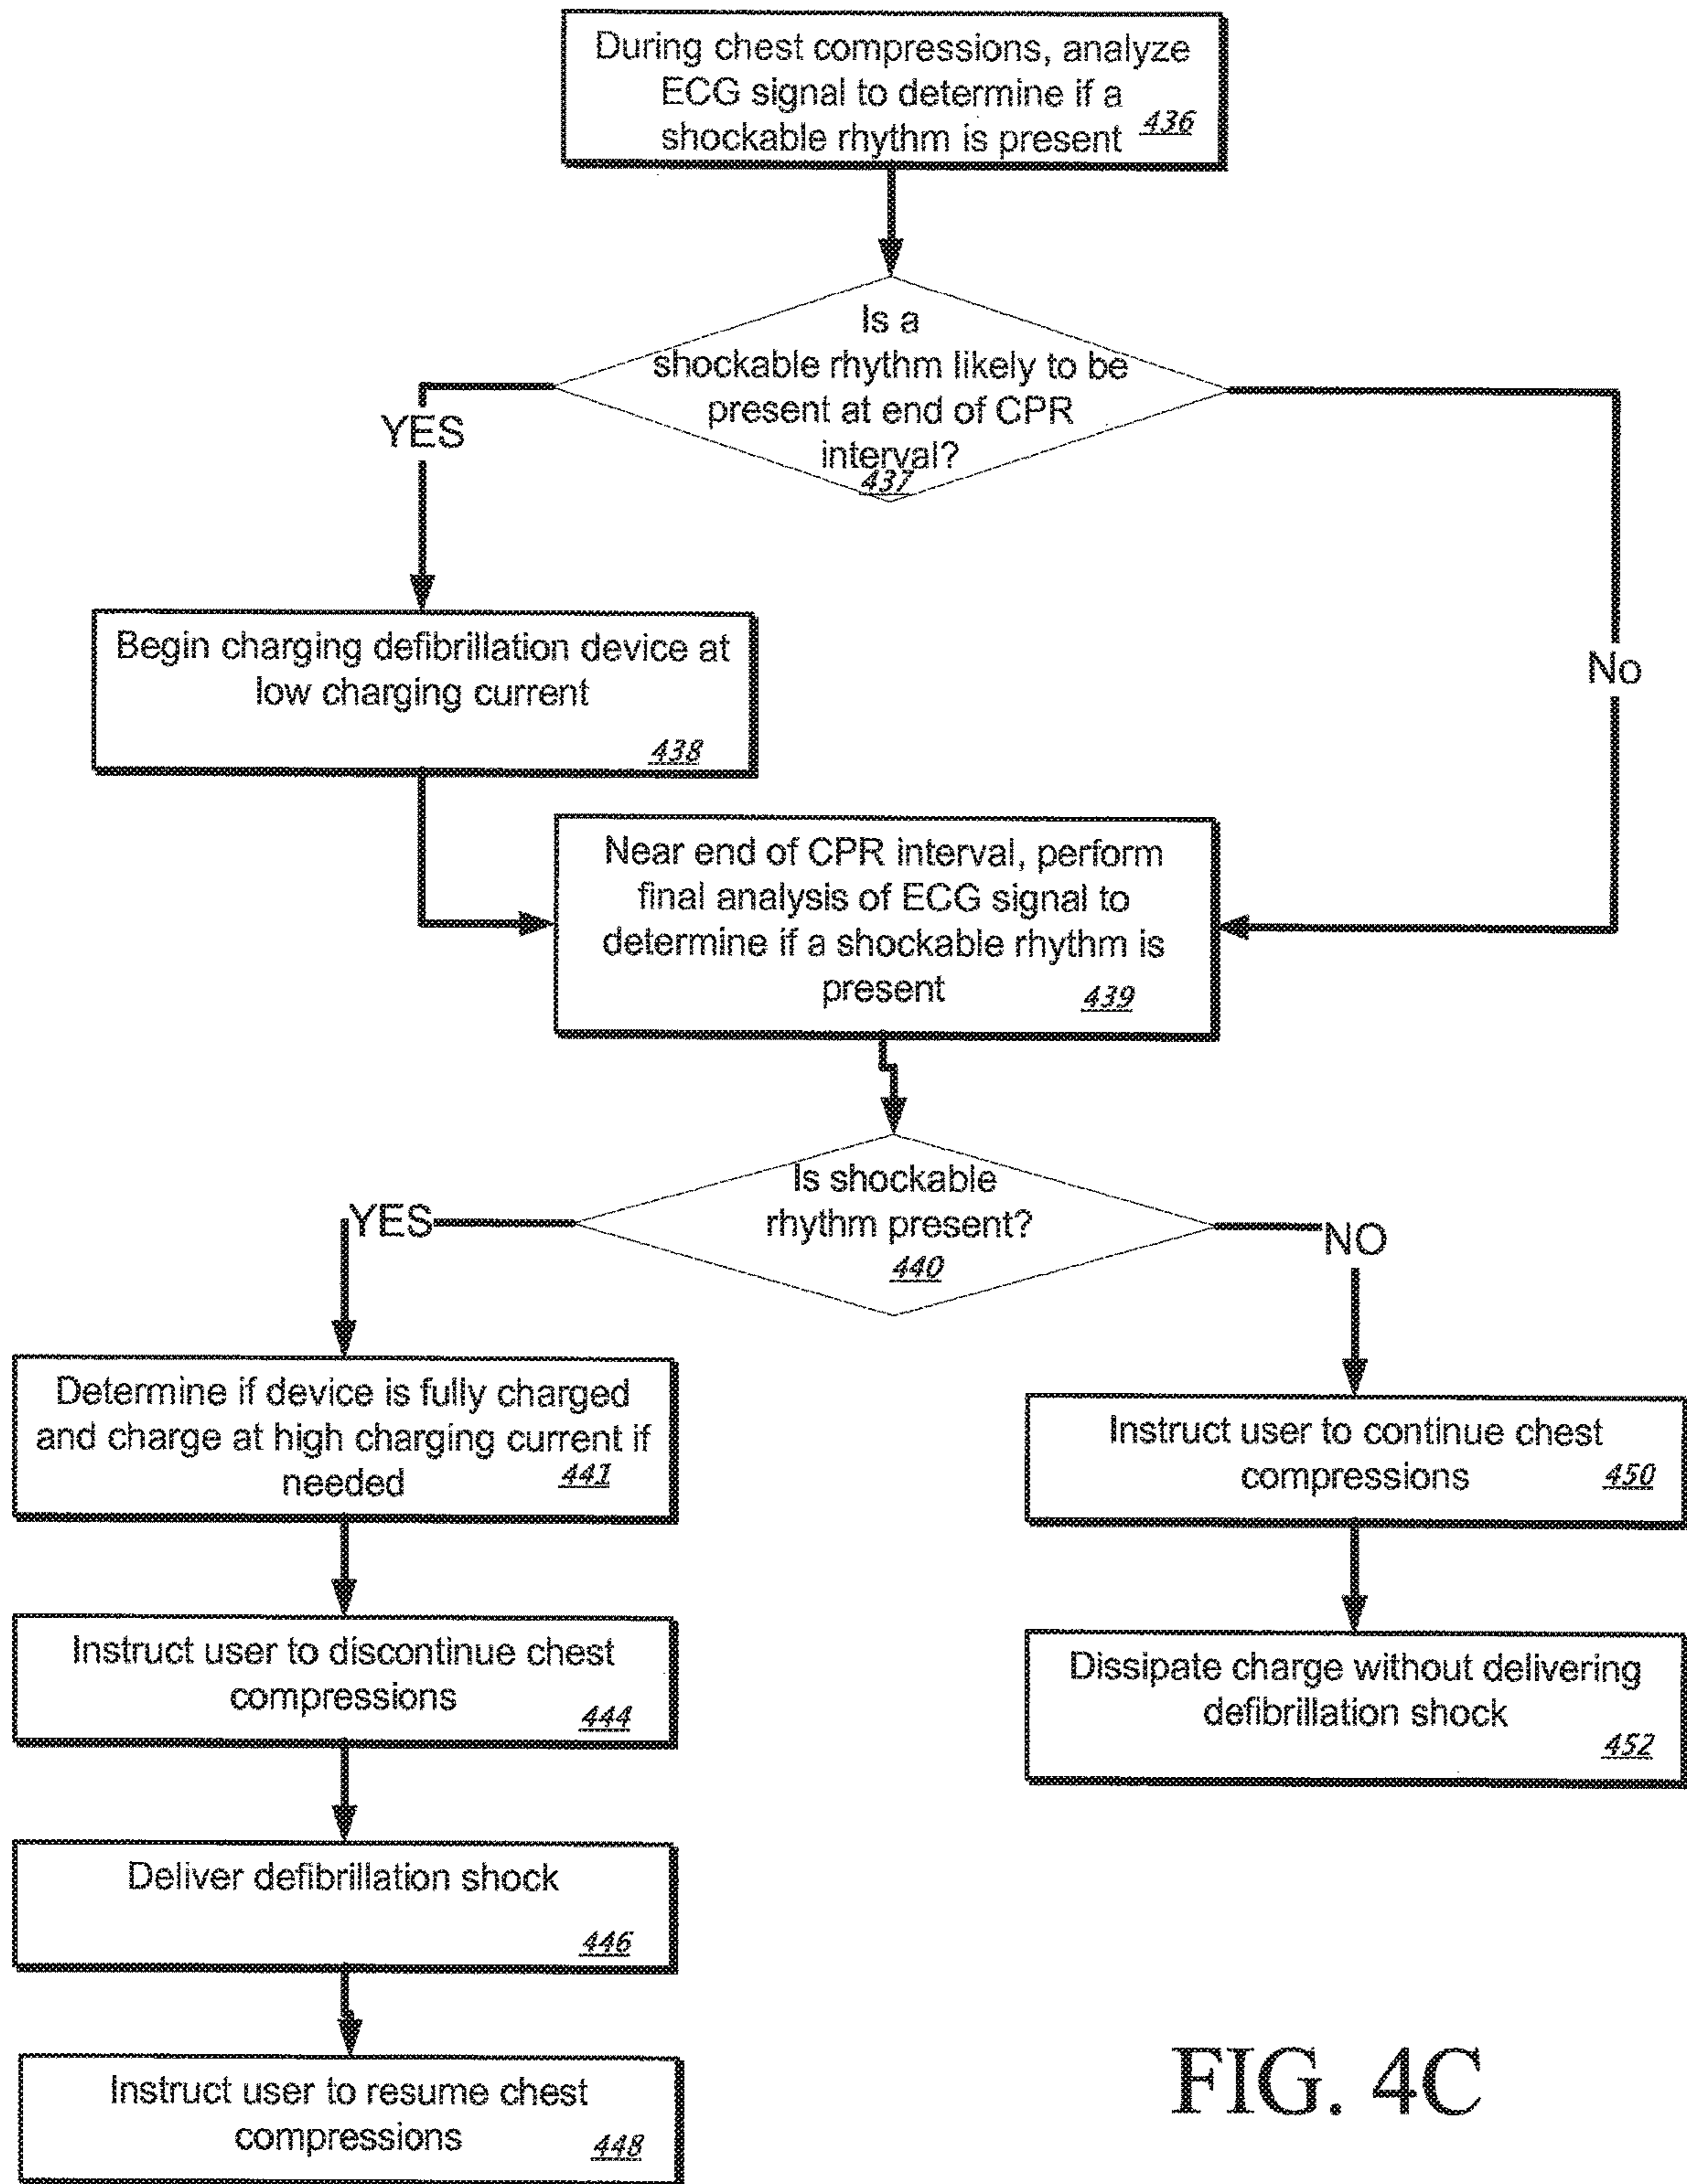 During chest compressions, analyze
ECG signal to determine if a
shockable rhythm is present 436
Is a
shockable rhythm likely to be
present at end of CPR
interval?
437
YES
No
Begin charging defibrillation device at
low charging current
438
Near end of CPR interval, perform
final analysis of ECG signal to
determine if a shockable rhythm is
present 439
Is shockable
rhythm present?
440
YES
NO
Determine if device is fully charged
and charge at high charging current if
needed 441
Instruct user to continue chest
compressions 450
Instruct user to discontinue chest
compressions 444
Dissipate charge without delivering
defibrillation shock
452
Deliver defibrillation shock
446
Instruct user to resume chest
compressions 448
FIG. 4C